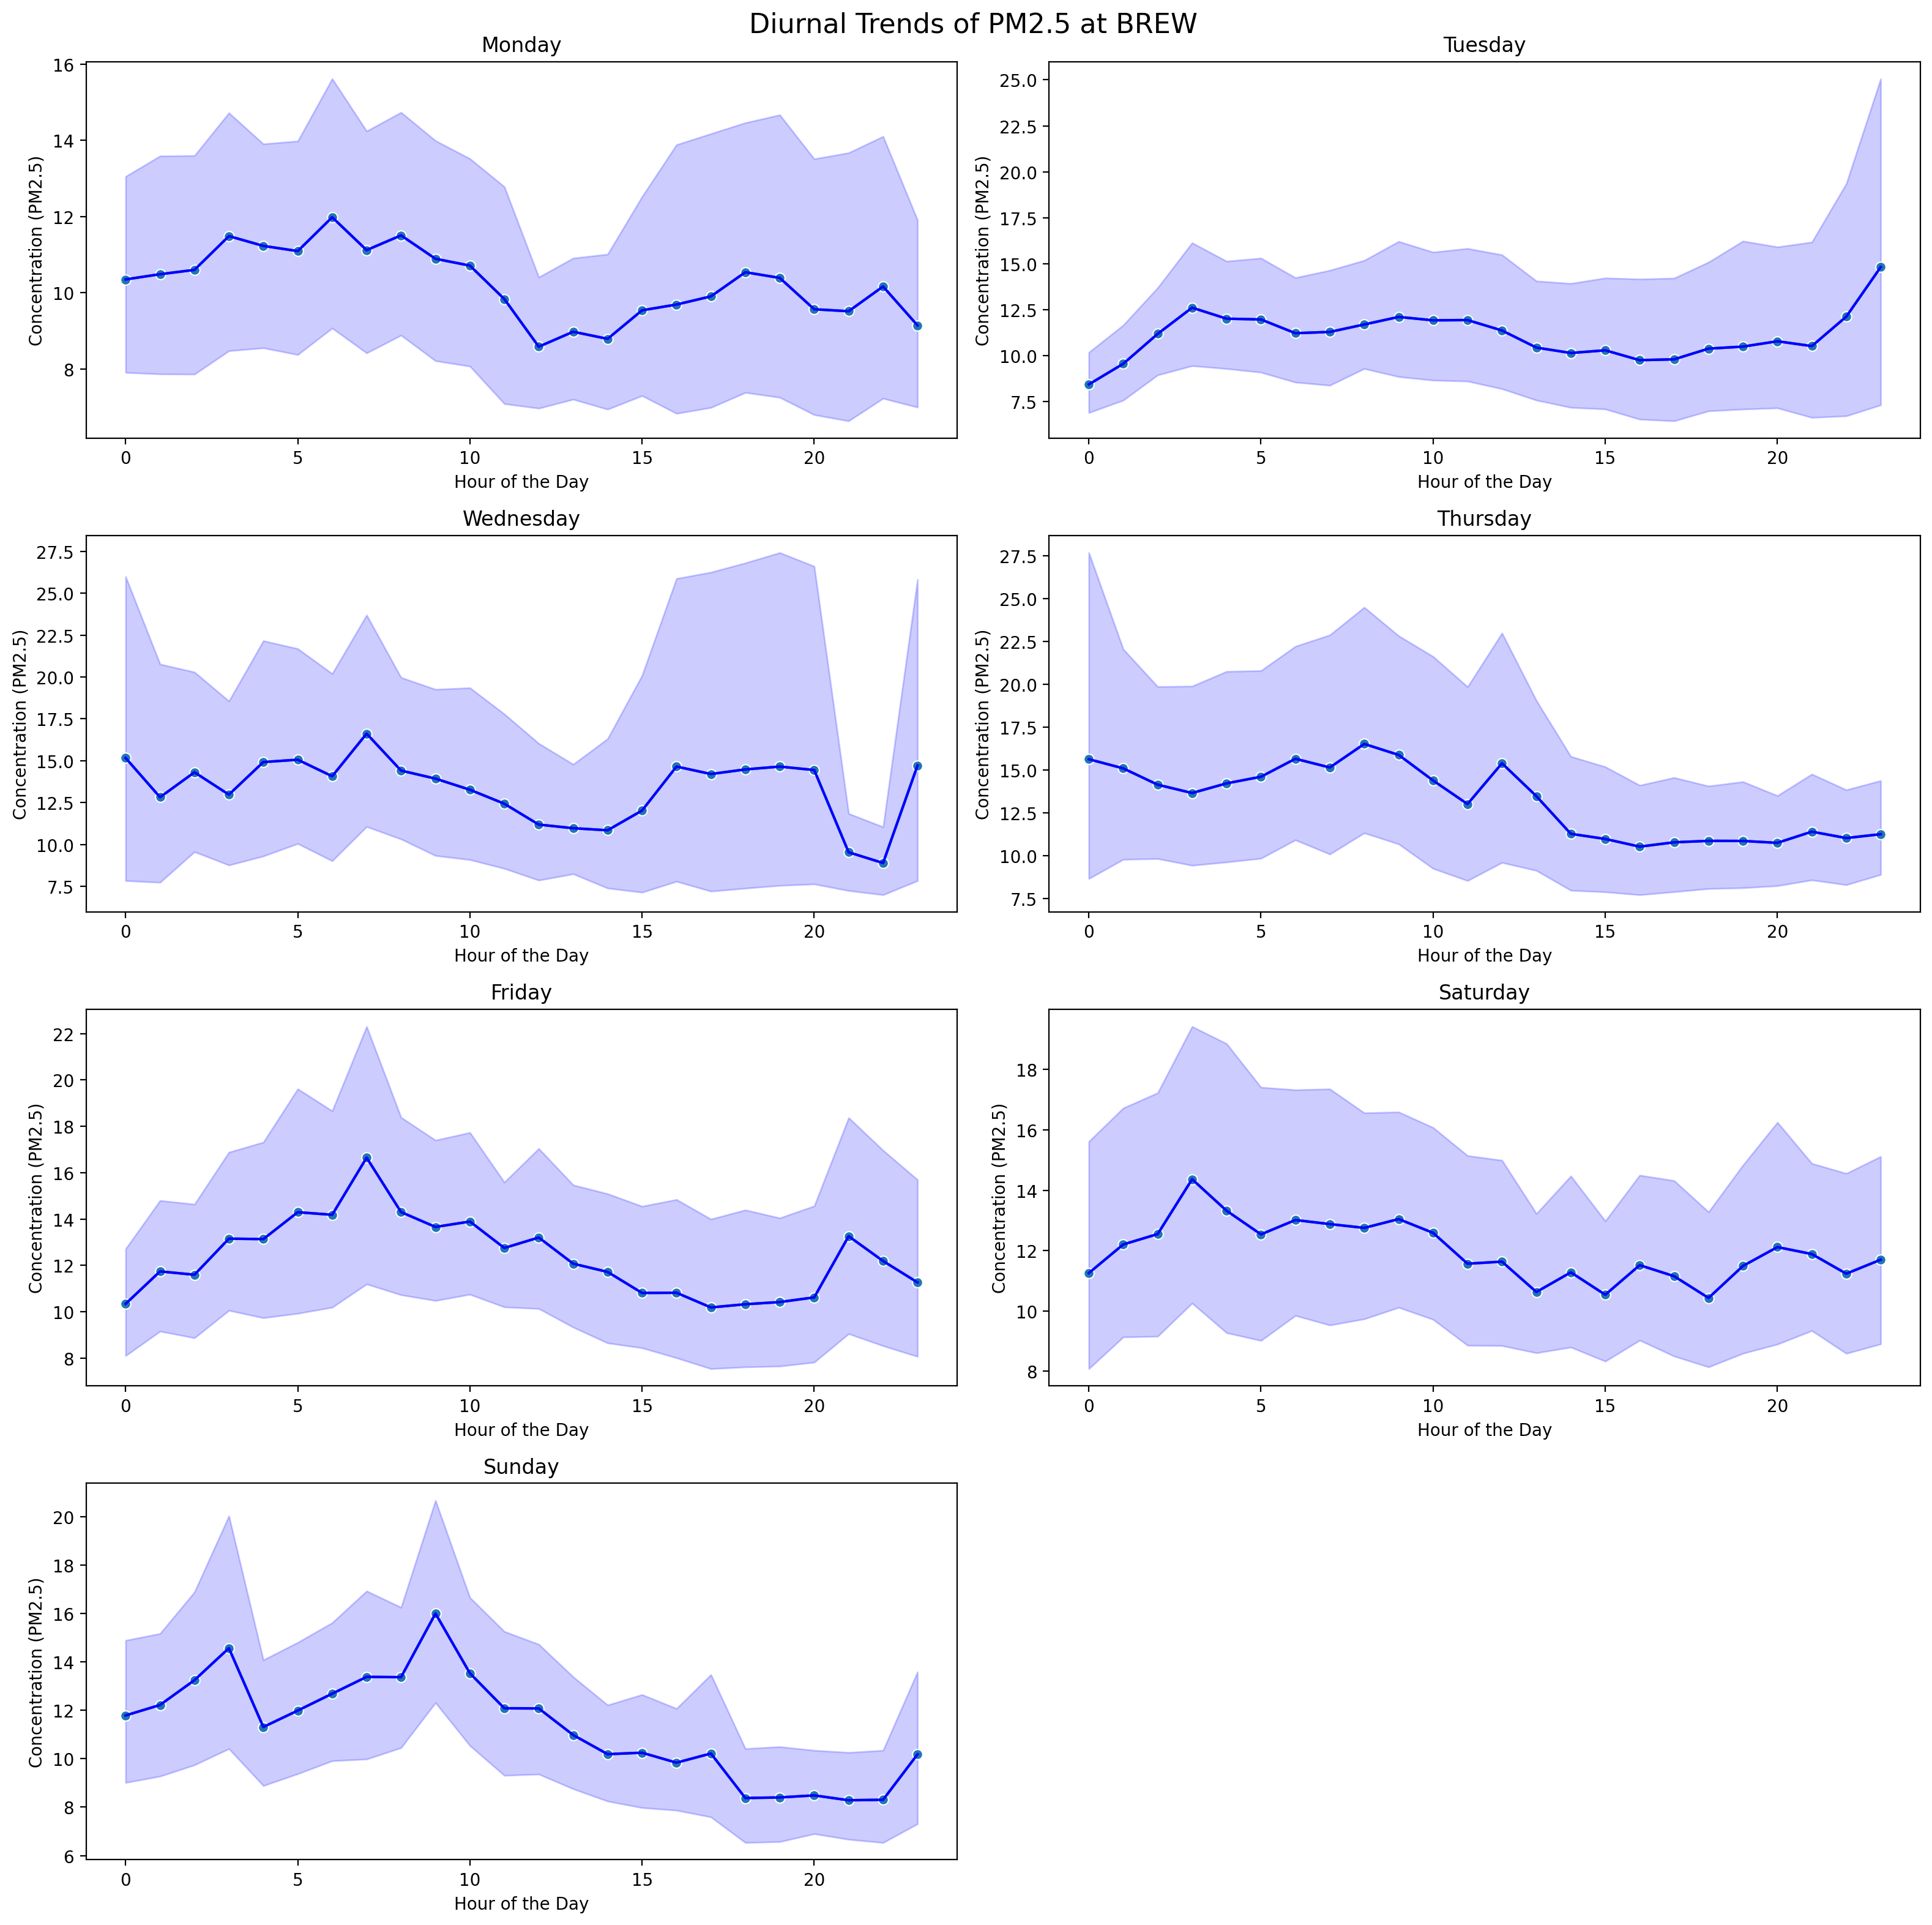 Diurnal Trends of PM2.5 at BREW
Monday
16
14
12
10
8
Concentration (PM2.5)
0 5 10 15 20
Hour of the Day
Tuesday
25.0
22.5
20.0
17.5
15.0
12.5
10.0
7.5
Concentration (PM2.5)
0 5 10 15 20
Hour of the Day
Wednesday
27.5
25.0
22.5
20.0
17.5
15.0
12.5
10.0
7.5
Concentration (PM2.5)
0 5 10 15 20
Hour of the Day
Thursday
27.5
25.0
22.5
20.0
17.5
15.0
12.5
10.0
7.5
Concentration (PM2.5)
0 5 10 15 20
Hour of the Day
Friday
22
20
18
16
14
12
10
8
Concentration (PM2.5)
0 5 10 15 20
Hour of the Day
Saturday
18
16
14
12
10
8
Concentration (PM2.5)
0 5 10 15 20
Hour of the Day
Sunday
20
18
16
14
12
10
8
6
Concentration (PM2.5)
0 5 10 15 20
Hour of the Day